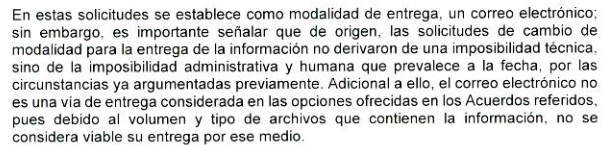 En estas solicitudes se establece como modalidad de entrega, un correo electrónico;
sin embargo, es importante señalar que de origen, las solicitudes de cambio de
modalidad para la entrega de la información no derivaron de una imposibilidad técnica,
sino de la imposibilidad administrativa y humana que prevalece a la fecha, por las
circunstancias ya argumentadas previamente. Adicional a ello, el correo electrónico no
es una via de entrega considerada en las opciones ofrecidas en los Acuerdos referidos,
pues debido al volumen y tipo de archivos que contienen la información, no se
considera viable su entrega por ese medio.